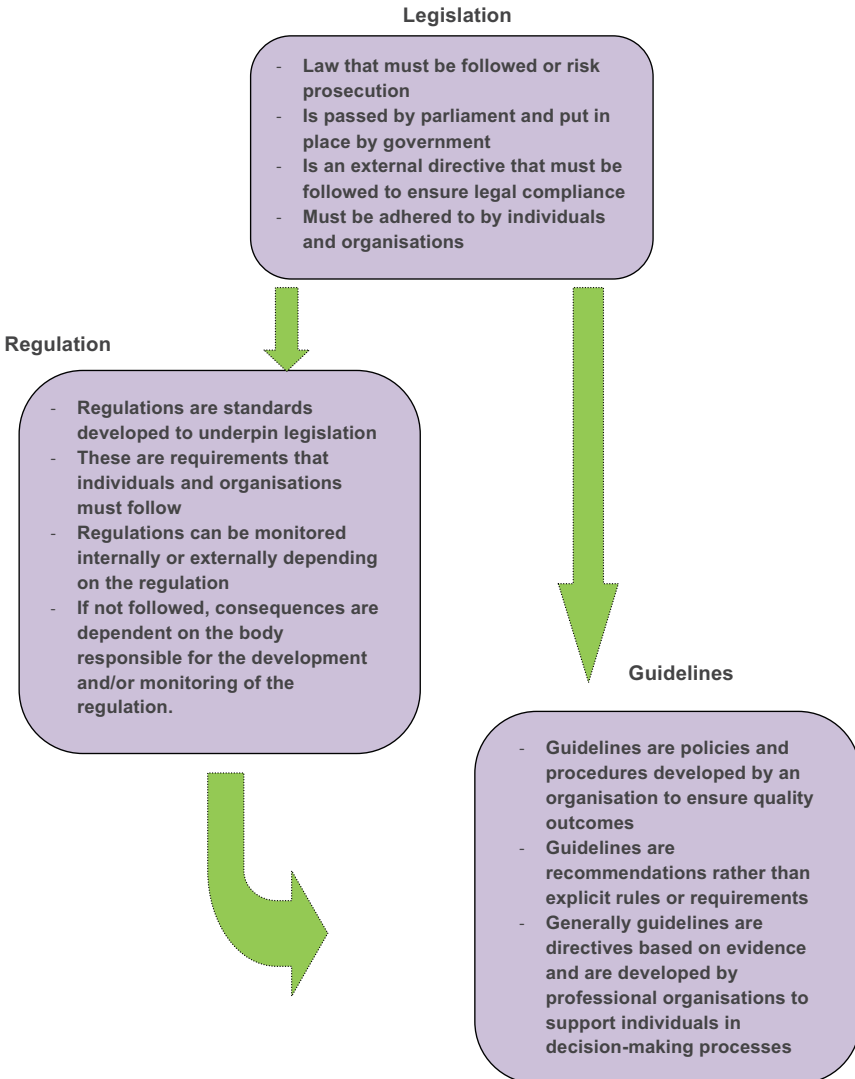 Legislation
- Law that must be followed or risk
prosecution
- Is passed by parliament and put in
place by government
- Is an external directive that must be
followed to ensure legal compliance
- Must be adhered to by individuals
and organisations
Regulation
- Regulations are standards
developed to underpin legislation
- These are requirements that
individuals and organisations
must follow
- Regulations can be monitored
internally or externally depending
on the regulation
- If not followed, consequences are
dependent on the body
responsible for the development
and/or monitoring of the
regulation.
Guidelines
- Guidelines are policies and
procedures developed by an
organisation to ensure quality
outcomes
- Guidelines are
recommendations rather than
explicit rules or requirements
- Generally guidelines are
directives based on evidence
and are developed by
professional organisations to
support individuals in
decision-making processes